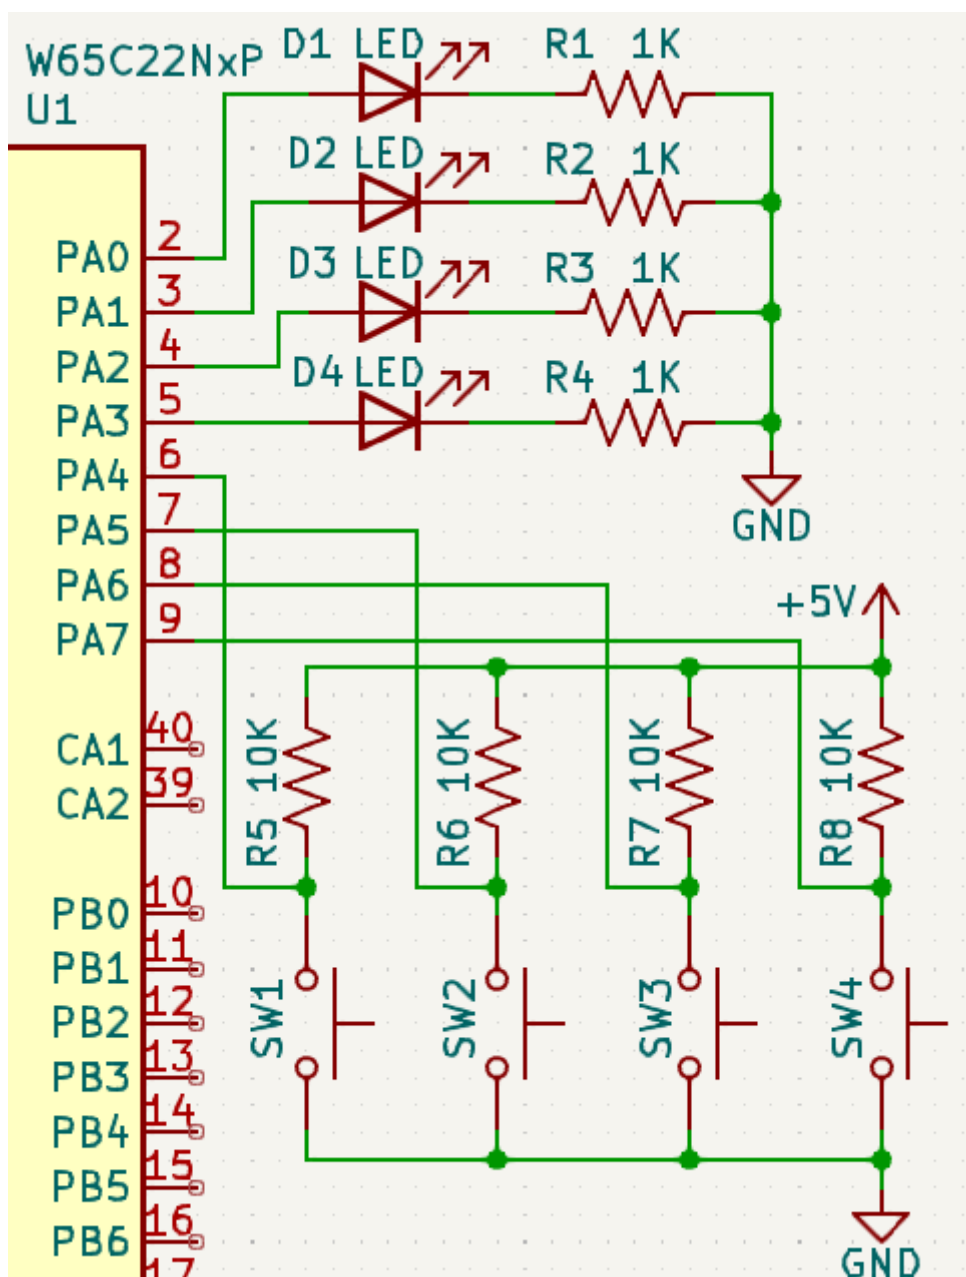 W65C22NxP
U1
D1 LED
R1 1K
D2 LED
R2 1K
D3 LED
R3 1K
D4 LED
R4 1K
PA0 2
PA1 3
PA2 4
PA3 5
PA4 6
PA5 7
PA6 8
PA7 9
GND
+5V
CA1 40
CA2 39
R5 10K
R6 10K
R7 10K
R8 10K
PB0 10
PB1 11
PB2 12
PB3 13
PB4 14
PB5 15
PB6 16
17
SW1
SW2
SW3
SW4
GND